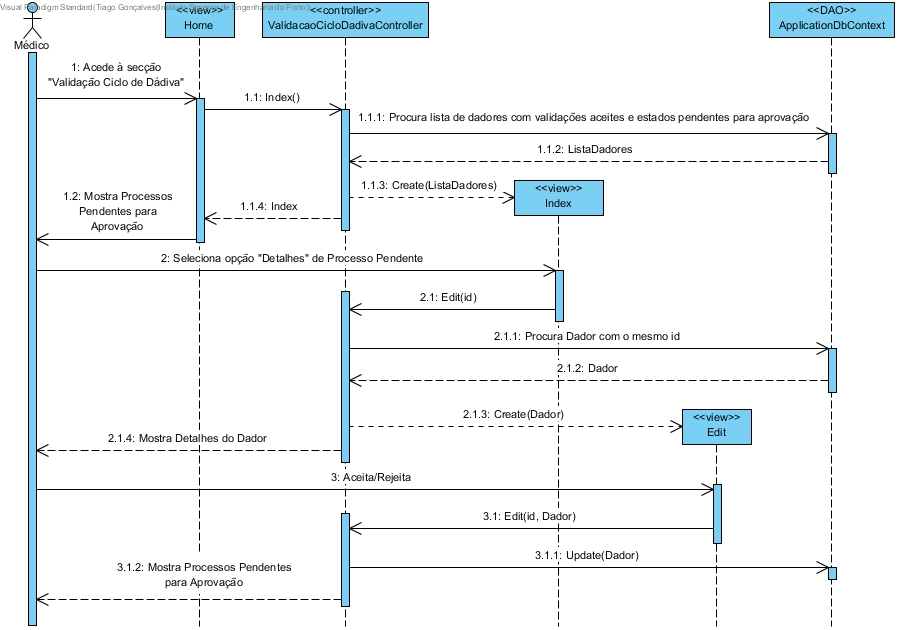 Visual Paradigm Standard(Tiago Gonçalves(Instituto Superior de Engenharia do Porto))
<<view>>
Home
<<controller>>
ValidacaoCicloDadivaController
<<DAO>>
ApplicationDbContext
Médico
1: Acede à secção
"Validação Ciclo de Dádiva"
1.1: Index()
1.1.1: Procura lista de dadores com validações aceites e estados pendentes para aprovação
1.1.2: ListaDadores
1.1.3: Create(ListaDadores)
<<view>>
Index
1.2: Mostra Processos
Pendentes para
Aprovação
1.1.4: Index
2: Seleciona opção "Detalhes" de Processo Pendente
2.1: Edit(id)
2.1.1: Procura Dador com o mesmo id
2.1.2: Dador
2.1.3: Create(Dador)
<<view>>
Edit
2.1.4: Mostra Detalhes do Dador
3: Aceita/Rejeita
3.1: Edit(id, Dador)
3.1.1: Update(Dador)
3.1.2: Mostra Processos Pendentes
para Aprovação